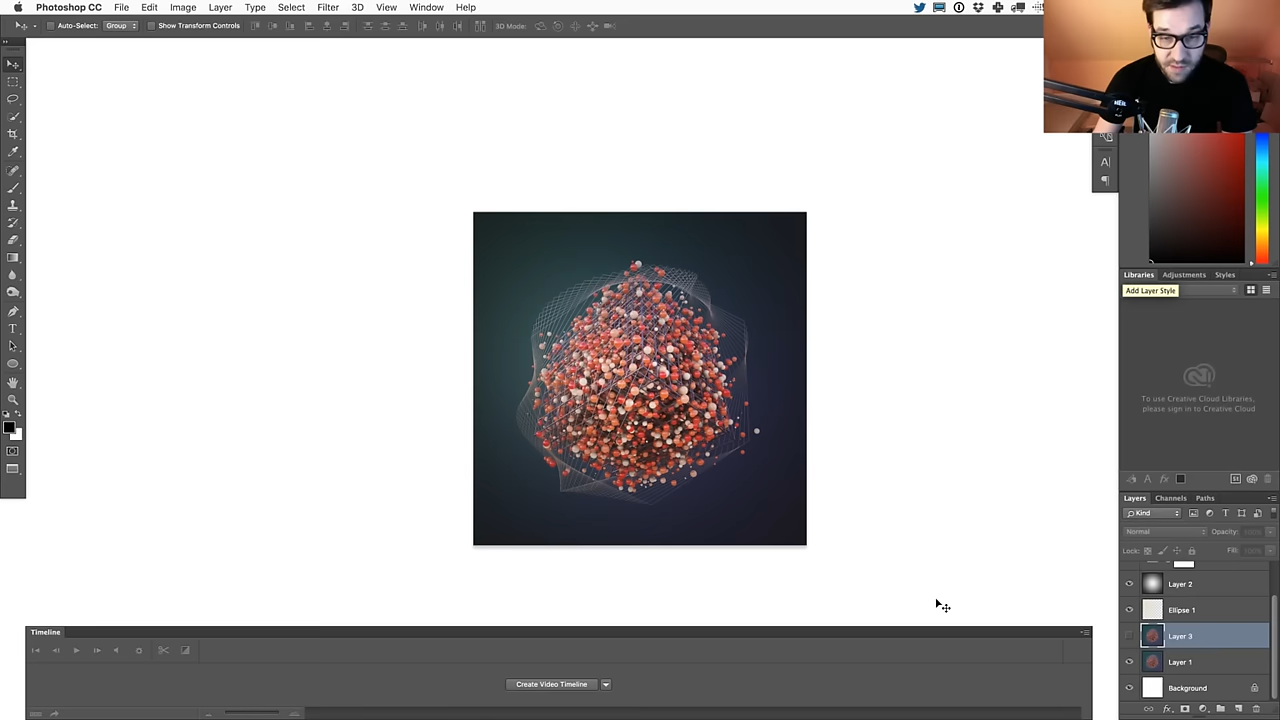 Photoshop CC File Edit Image Layer Type Select Filter 3D View Window Help
Auto-Select: Group Show Transform Controls 3D Mode:
Libraries Adjustments Styles
Add Layer Style
To use Creative Cloud Libraries,
please sign in to Creative Cloud
Layers Channels Paths
Kind
Normal Opacity:
Lock: Fill:
Layer 2
Ellipse 1
Layer 3
Layer 1
Background
Timeline
Create Video Timeline